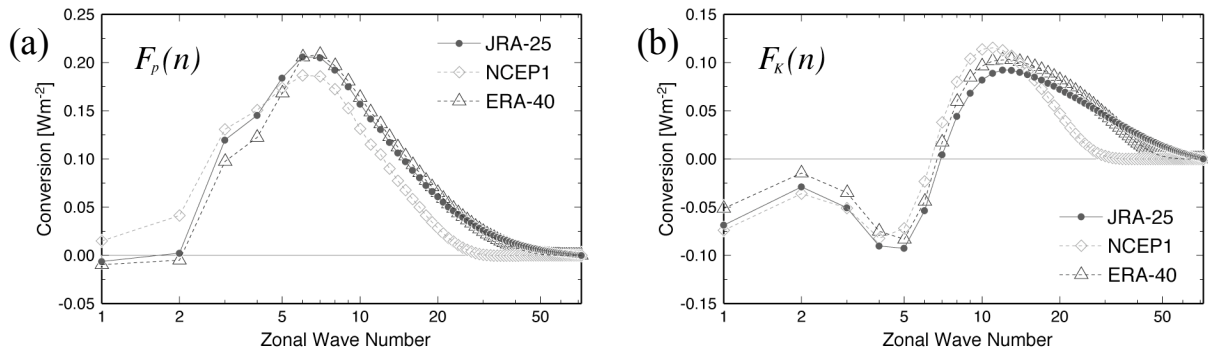 (a)
F_p(n)
JRA-25
NCEP1
ERA-40
Conversion [Wm⁻²]
0.25
0.20
0.15
0.10
0.05
0.00
-0.05
1 2 5 10 20 50
Zonal Wave Number
(b)
F_K(n)
JRA-25
NCEP1
ERA-40
Conversion [Wm⁻²]
0.15
0.10
0.05
0.00
-0.05
-0.10
-0.15
1 2 5 10 20 50
Zonal Wave Number